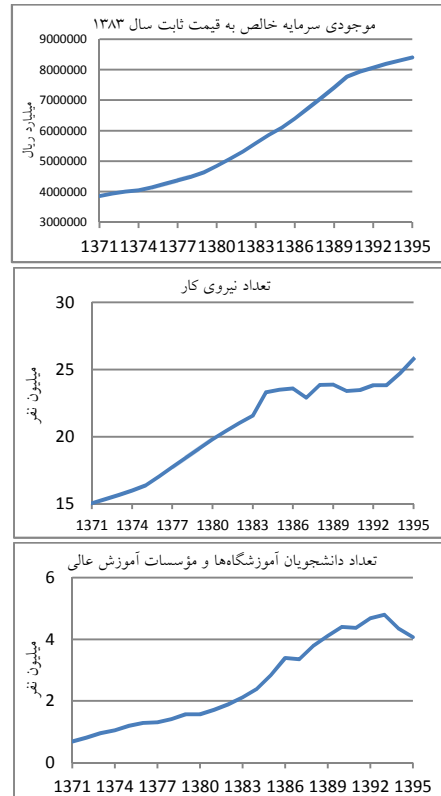 موجودی سرمایه خالص به قیمت ثابت سال ۱۳۸۳
میلیارد ریال
9000000
8000000
7000000
6000000
5000000
4000000
3000000
1371 1374 1377 1380 1383 1386 1389 1392 1395
تعداد نیروی کار
میلیون نفر
30
25
20
15
1371 1374 1377 1380 1383 1386 1389 1392 1395
تعداد دانشجویان آموزشگاه‌ها و مؤسسات آموزش عالی
میلیون نفر
6
4
2
0
1371 1374 1377 1380 1383 1386 1389 1392 1395